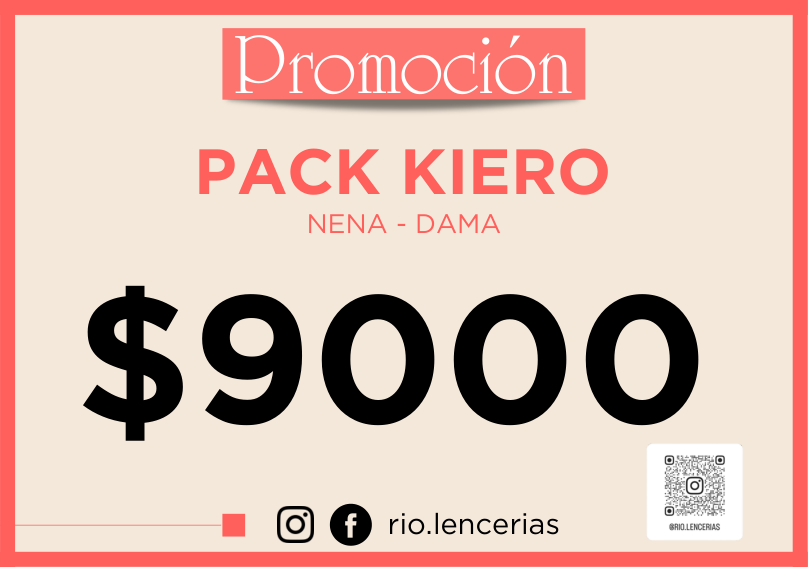 Promoción
PACK KIERO
NENA - DAMA
$9000
rio.lencerias
@RIO.LENCERIAS